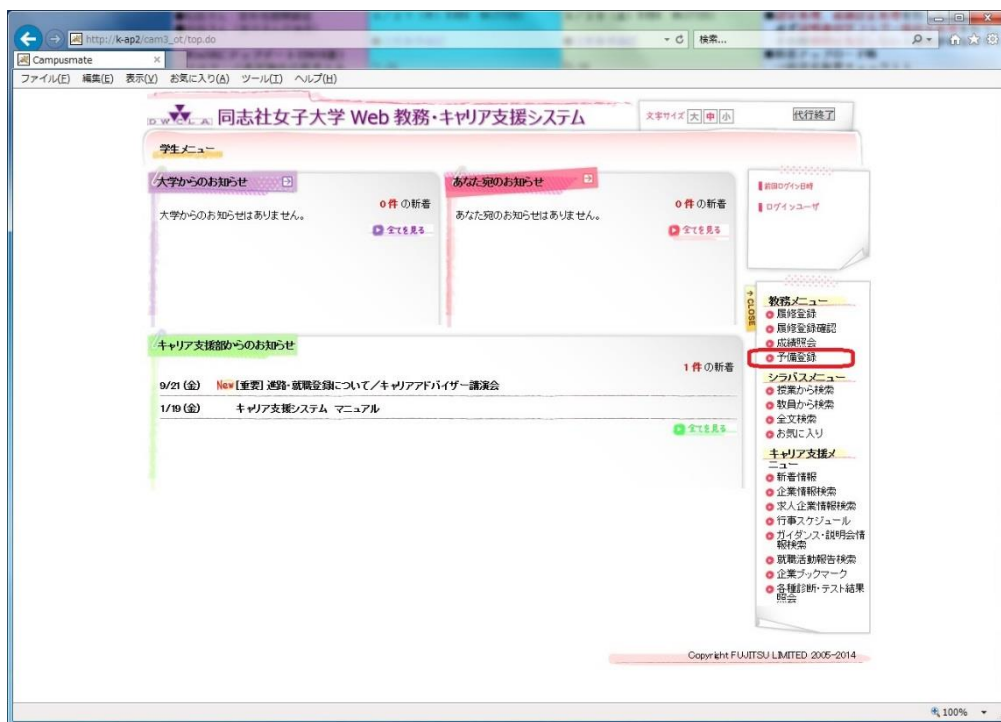 http://k-ap2/cam3_ot/top.do
検索...
Campusmate
ファイル(F) 編集(E) 表示(V) お気に入り(A) ツール(T) ヘルプ(H)
DWCLA 同志社女子大学 Web 教務・キャリア支援システム
文字サイズ 大 中 小
代行終了
学生メニュー
大学からのお知らせ
0件 の新着
大学からのお知らせはありません。
全てを見る
あなた宛のお知らせ
0件 の新着
あなた宛のお知らせはありません。
全てを見る
キャリア支援部からのお知らせ
1件 の新着
9/21 (金) New [重要] 進路・就職登録について/キャリアアドバイザー講演会
1/19 (金) キャリア支援システム マニュアル
全てを見る
前回ログイン日時
ログインユーザ
CLOSE
教務メニュー
履修登録
履修登録確認
成績照会
予備登録
シラバスメニュー
授業から検索
教員から検索
全文検索
お気に入り
キャリア支援メ
ニュー
新着情報
企業情報検索
求人企業情報検索
行事スケジュール
ガイダンス・説明会情
報検索
就職活動報告検索
企業ブックマーク
各種診断・テスト結果
照会
Copyright FUJITSU LIMITED 2005-2014
100%